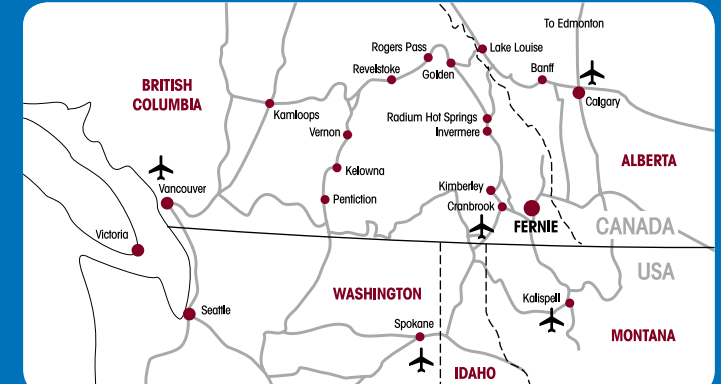 To Edmonton
Rogers Pass
Lake Louise
Revelstoke
Golden
Banff
BRITISH
COLUMBIA
Calgary
Kamloops
Radium Hot Springs
Vernon
Invermere
ALBERTA
Kelowna
Vancouver
Kimberley
Pentiction
Cranbrook
FERNIE
CANADA
Victoria
USA
WASHINGTON
Kalispell
Seattle
Spokane
MONTANA
IDAHO